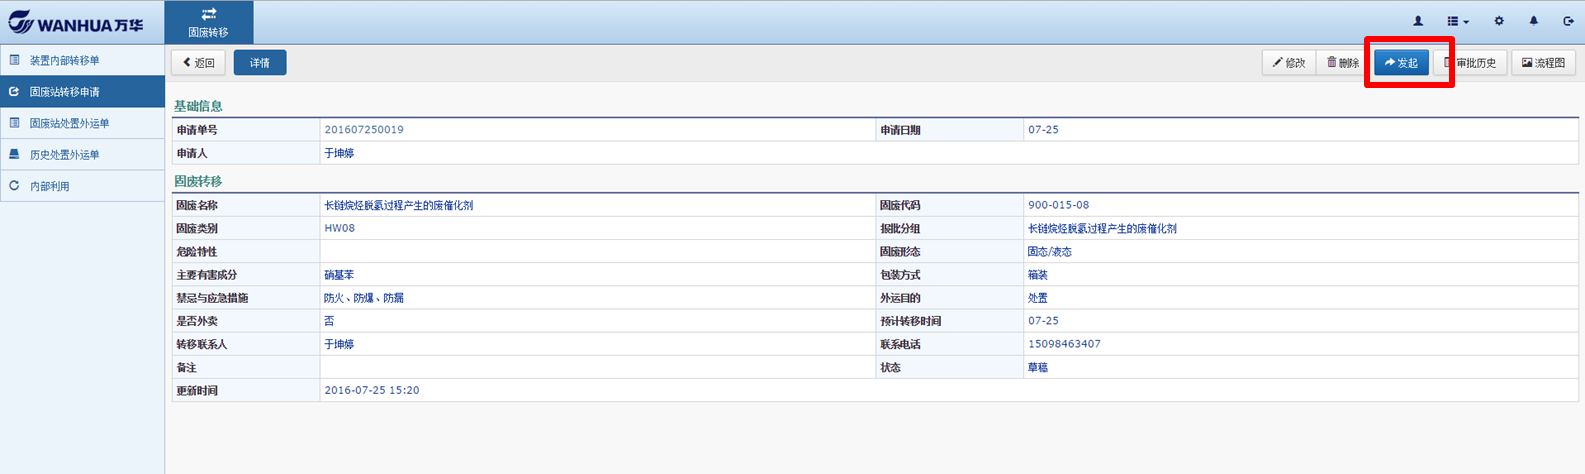 WANHUA 万华
固废转移
装置内部转移单
固废站转移申请
固废站处置外运单
历史处置外运单
内部利用
返回 详情 修改 删除 发起 审批历史 流程图
基础信息
申请单号 201607250019 申请日期 07-25
申请人 于坤婷
固废转移
固废名称 长链烷烃脱氢过程产生的废催化剂 固废代码 900-015-08
固废类别 HW08 报批分组 长链烷烃脱氢过程产生的废催化剂
危险特性 固废形态 固态/液态
主要有害成分 硝基苯 包装方式 箱装
禁忌与应急措施 防火、防爆、防漏 外运目的 处置
是否外卖 否 预计转移时间 07-25
转移联系人 于坤婷 联系电话 15098463407
备注 状态 草稿
更新时间 2016-07-25 15:20